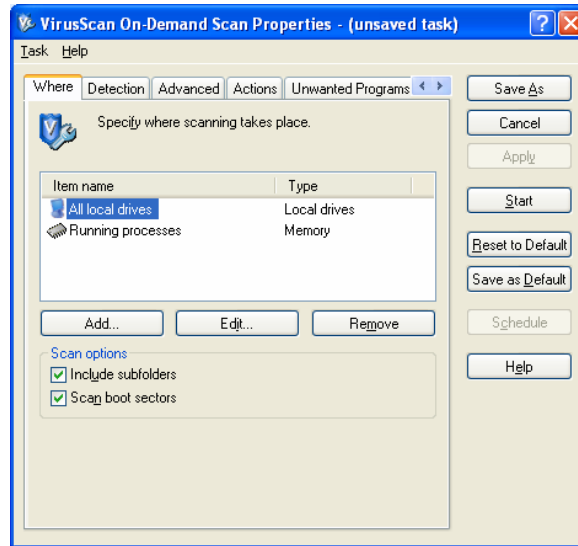 VirusScan On-Demand Scan Properties - (unsaved task)
Task Help
Where Detection Advanced Actions Unwanted Programs
Specify where scanning takes place.
Item name Type
All local drives Local drives
Running processes Memory
Add... Edit... Remove
Scan options
Include subfolders
Scan boot sectors
Save As
Cancel
Apply
Start
Reset to Default
Save as Default
Schedule
Help